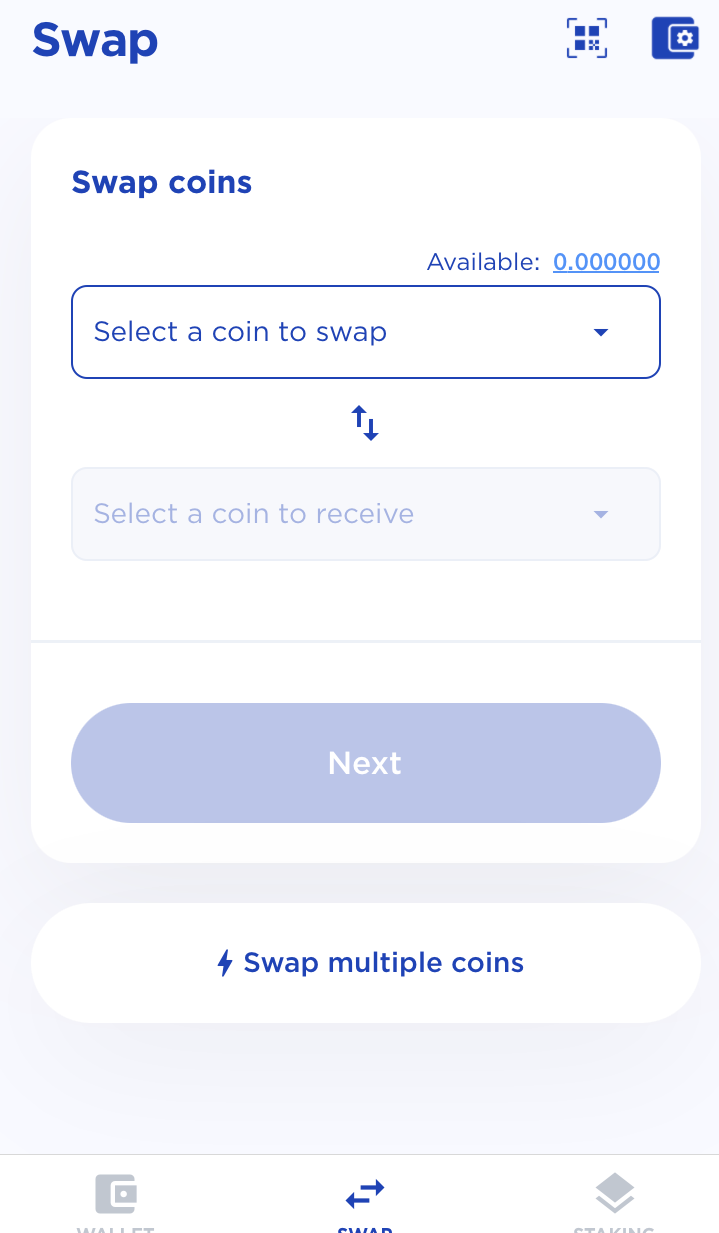 Swap
Swap coins
Available: 0.000000
Select a coin to swap
Select a coin to receive
Next
Swap multiple coins
WALLET
SWAP
STAKING